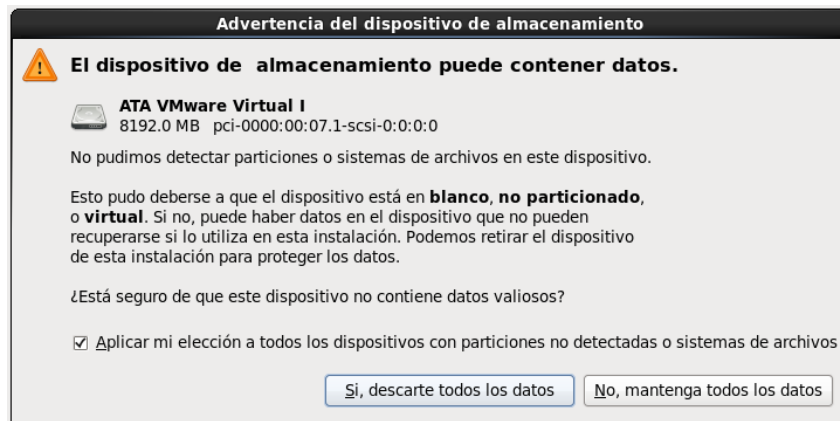 Advertencia del dispositivo de almacenamiento
El dispositivo de almacenamiento puede contener datos.
ATA VMware Virtual I
8192.0 MB pci-0000:00:07.1-scsi-0:0:0:0
No pudimos detectar particiones o sistemas de archivos en este dispositivo.
Esto pudo deberse a que el dispositivo está en blanco, no particionado,
o virtual. Si no, puede haber datos en el dispositivo que no pueden
recuperarse si lo utiliza en esta instalación. Podemos retirar el dispositivo
de esta instalación para proteger los datos.
¿Está seguro de que este dispositivo no contiene datos valiosos?
Aplicar mi elección a todos los dispositivos con particiones no detectadas o sistemas de archivos
Si, descarte todos los datos No, mantenga todos los datos